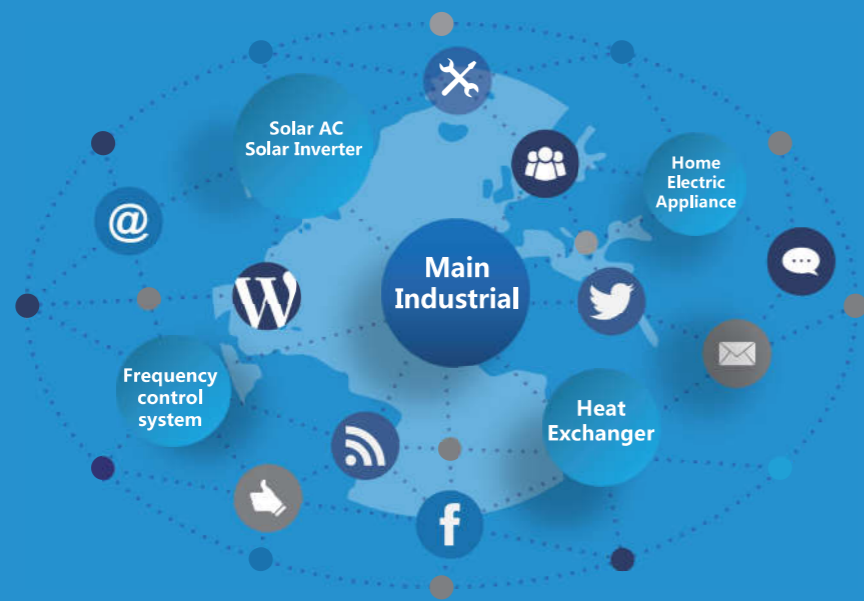 Solar AC
Solar Inverter
Home
Electric
Appliance
@
W
Main
Industrial
Frequency
control
system
Heat
Exchanger
f